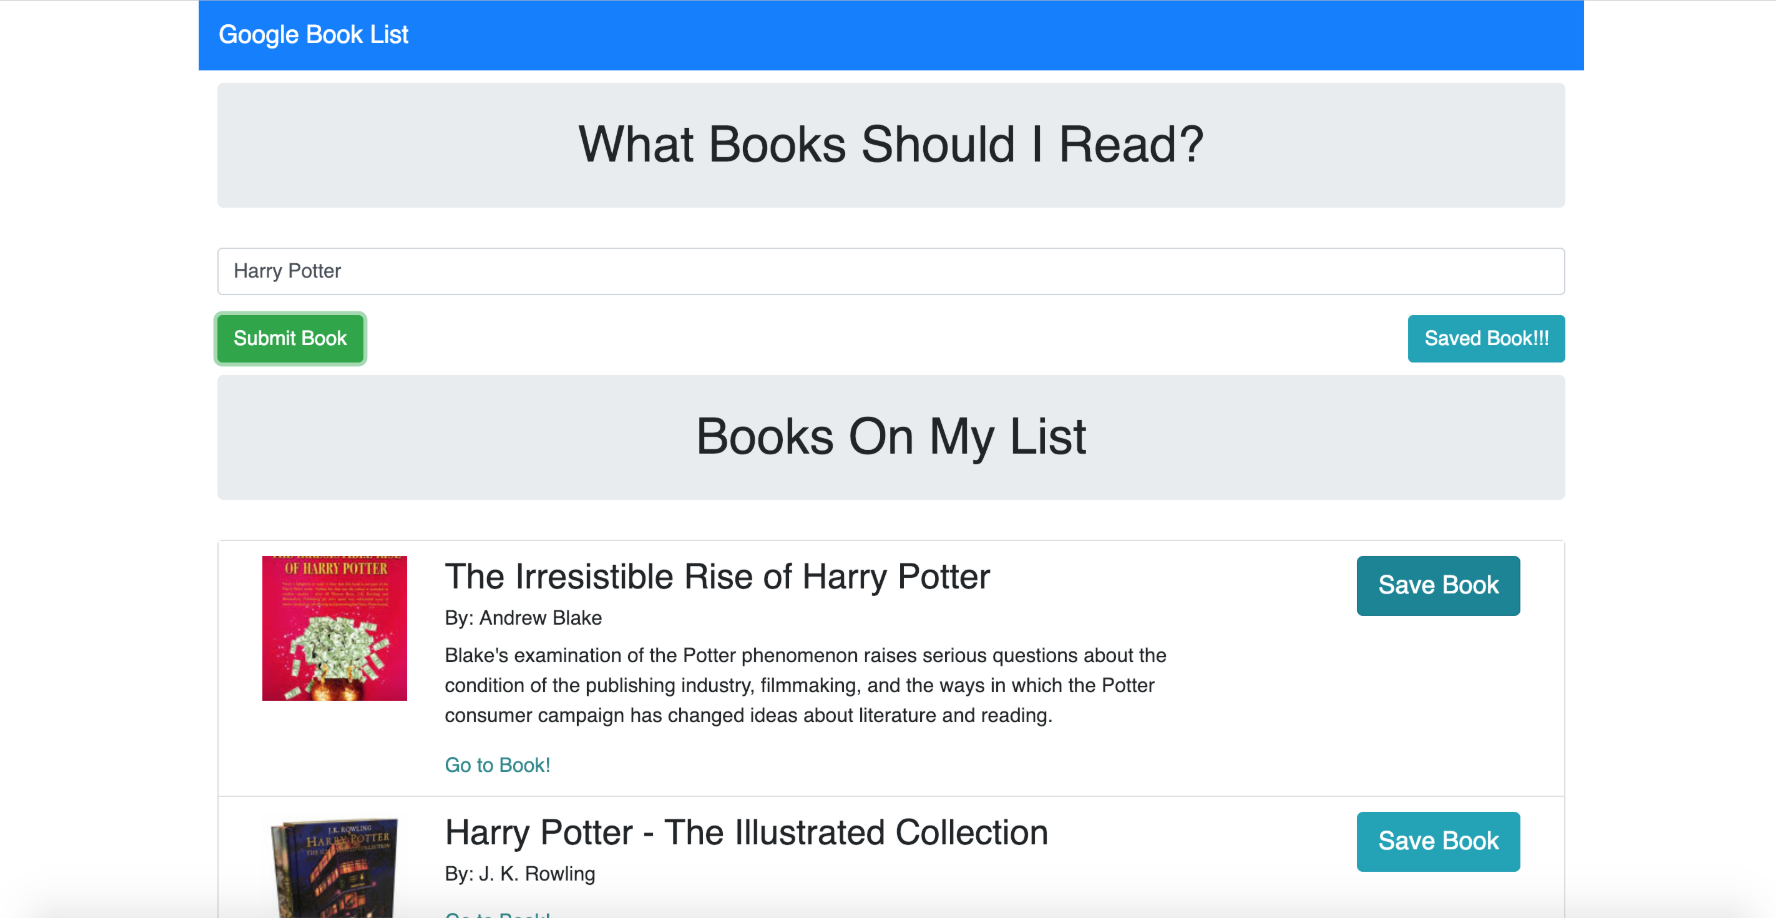 Google Book List
What Books Should I Read?
Harry Potter
Submit Book
Saved Book!!!
Books On My List
OF HARRY POTTER
The Irresistible Rise of Harry Potter
By: Andrew Blake
Blake's examination of the Potter phenomenon raises serious questions about the
condition of the publishing industry, filmmaking, and the ways in which the Potter
consumer campaign has changed ideas about literature and reading.
Go to Book!
Save Book
J.K. ROWLING
HARRY POTTER
Harry Potter - The Illustrated Collection
By: J. K. Rowling
Go to Book!
Save Book